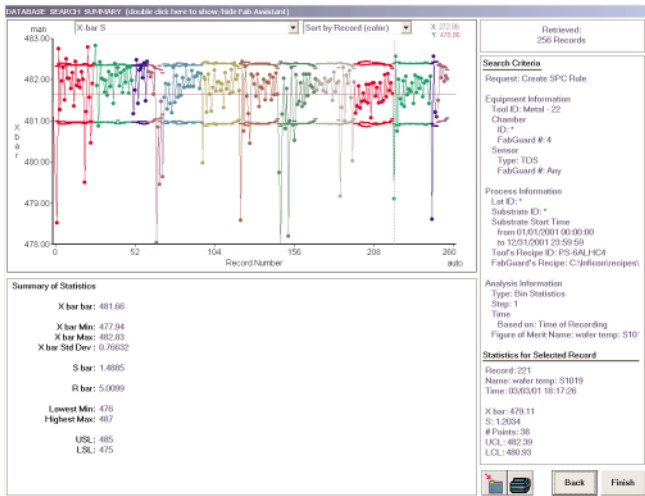 DATABASE SEARCH SUMMARY (double click here to show/hide Fab Assistant)
man
X-bar S
Sort by Record (color)
X: 272.06
Y: 478.86
483.00
482.00
481.00
480.00
479.00
478.00
X
b
a
r
0
52
104
156
208
260
Record Number
auto
Summary of Statistics
X bar bar: 481.66
X bar Min: 477.94
X bar Max: 482.83
X bar Std Dev : 0.76632
S bar: 1.4885
R bar: 5.0099
Lowest Min: 476
Highest Max: 487
USL: 485
LSL: 475
Retrieved:
256 Records
Search Criteria
Request: Create SPC Rule
Equipment Information
Tool ID: Metal - 22
Chamber
ID: *
FabGuard #: 4
Sensor
Type: TDS
FabGuard #: Any
Process Information
Lot ID: *
Substrate ID: *
Substrate Start Time
from 01/01/2001 00:00:00
to 12/31/2001 23:59:59
Tool's Recipe ID: PS-6ALHC4
FabGuard's Recipe: C:\Inficon\recipes\.
Analysis Information
Type: Bin Statistics
Step: 1
Time
Based on: Time of Recording
Figure of Merit Name: wafer temp: S10
Statistics for Selected Record
Record: 221
Name: wafer temp: S1019
Time: 03/03/01 18:17:26
X bar: 479.11
S: 1.2034
# Points: 38
UCL: 482.39
LCL: 480.93
Back
Finish